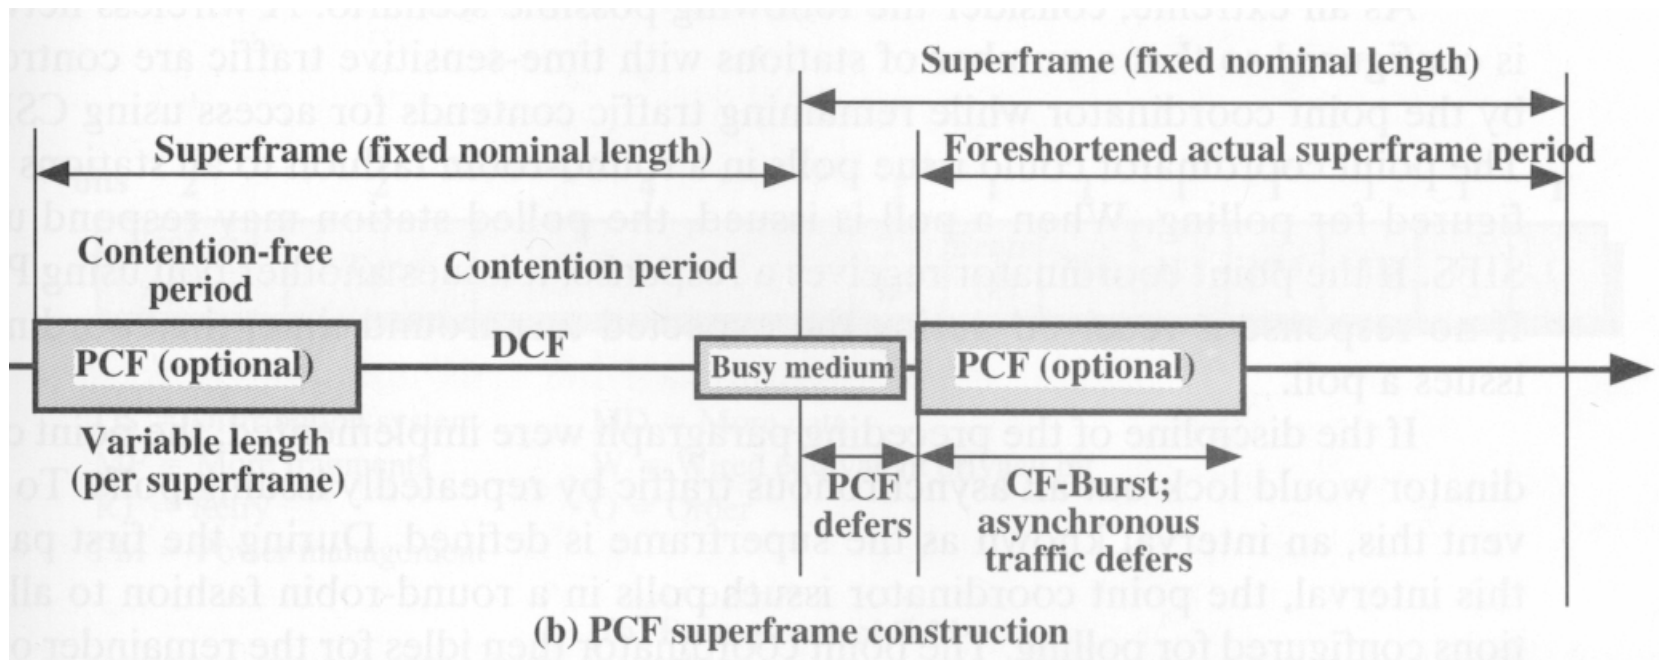 Superframe (fixed nominal length)
Superframe (fixed nominal length)
Foreshortened actual superframe period
Contention-free
period
Contention period
PCF (optional)
DCF
Busy medium
PCF (optional)
Variable length
(per superframe)
PCF
defers
CF-Burst;
asynchronous
traffic defers
(b) PCF superframe construction